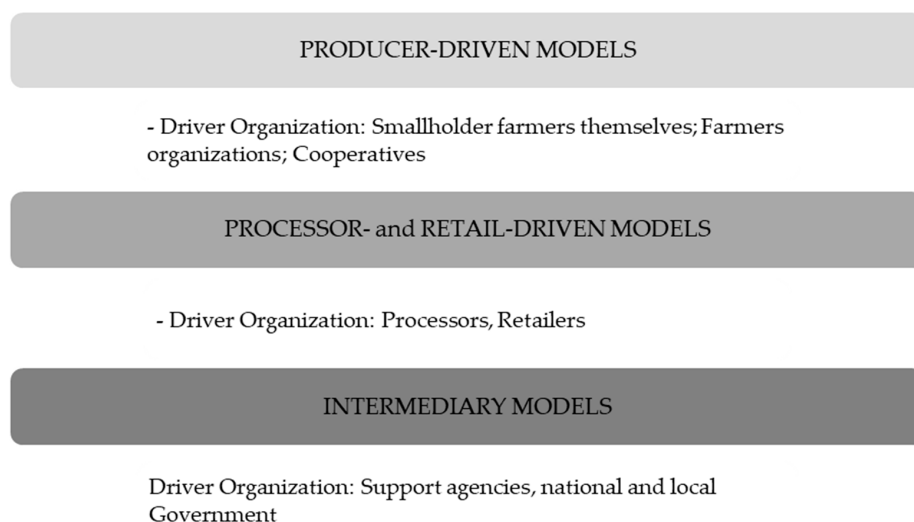 PRODUCER-DRIVEN MODELS
- Driver Organization: Smallholder farmers themselves; Farmers
organizations; Cooperatives
PROCESSOR- and RETAIL-DRIVEN MODELS
- Driver Organization: Processors, Retailers
INTERMEDIARY MODELS
Driver Organization: Support agencies, national and local
Government